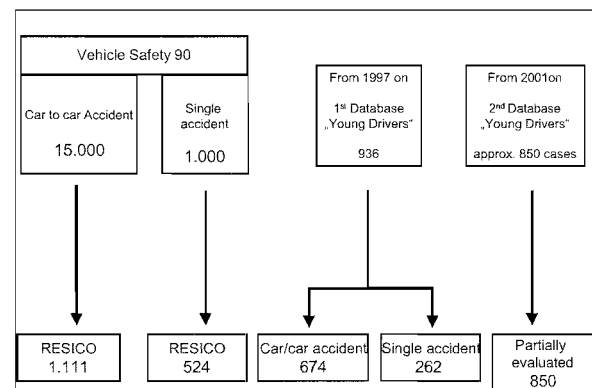 Vehicle Safety 90
Car to car Accident
15.000
Single
accident
1.000
From 1997 on
1st Database
„Young Drivers“
936
From 2001on
2nd Database
„Young Drivers“
approx. 850 cases
RESICO
1.111
RESICO
524
Car/car accident
674
Single accident
262
Partially
evaluated
850